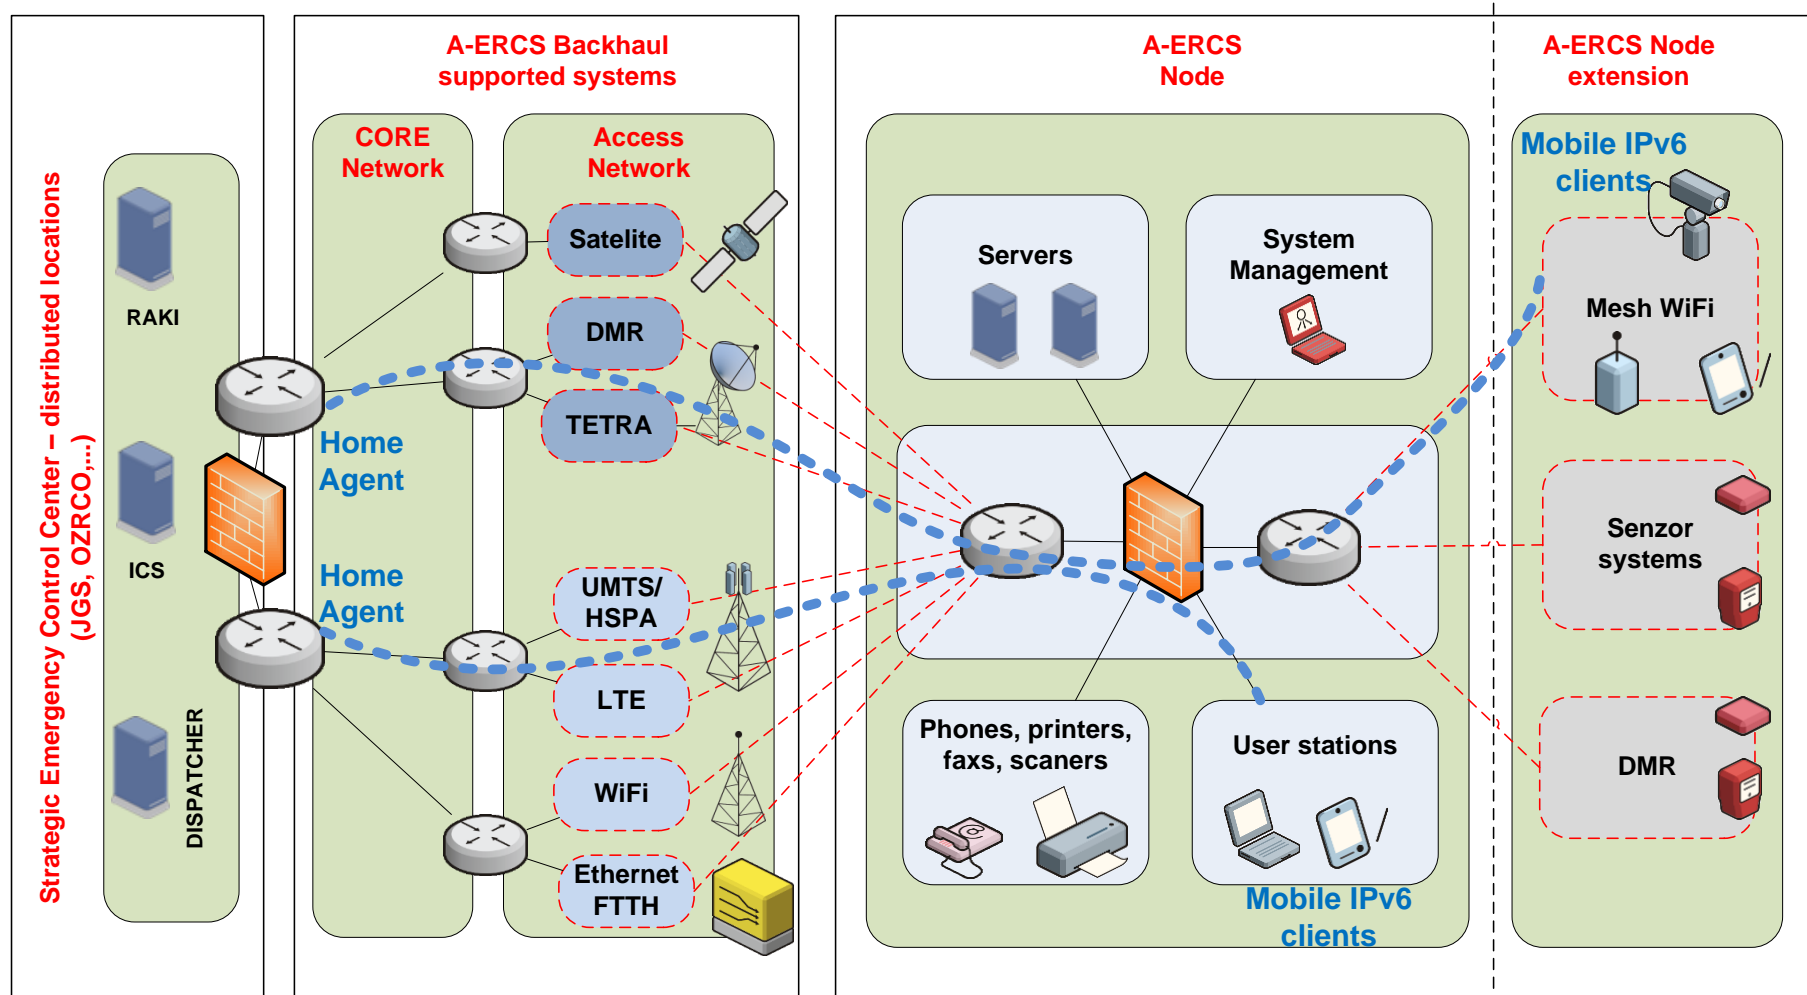 Strategic Emergency Control Center – distributed locations
(JGS, OZRCO,...)
RAKI
ICS
DISPATCHER
A-ERCS Backhaul
supported systems
CORE
Network
Access
Network
Satelite
DMR
TETRA
Home
Agent
Home
Agent
UMTS/
HSPA
LTE
WiFi
Ethernet
FTTH
A-ERCS
Node
Servers
System
Management
Phones, printers,
faxs, scaners
User stations
Mobile IPv6
clients
A-ERCS Node
extension
Mobile IPv6
clients
Mesh WiFi
Senzor
systems
DMR